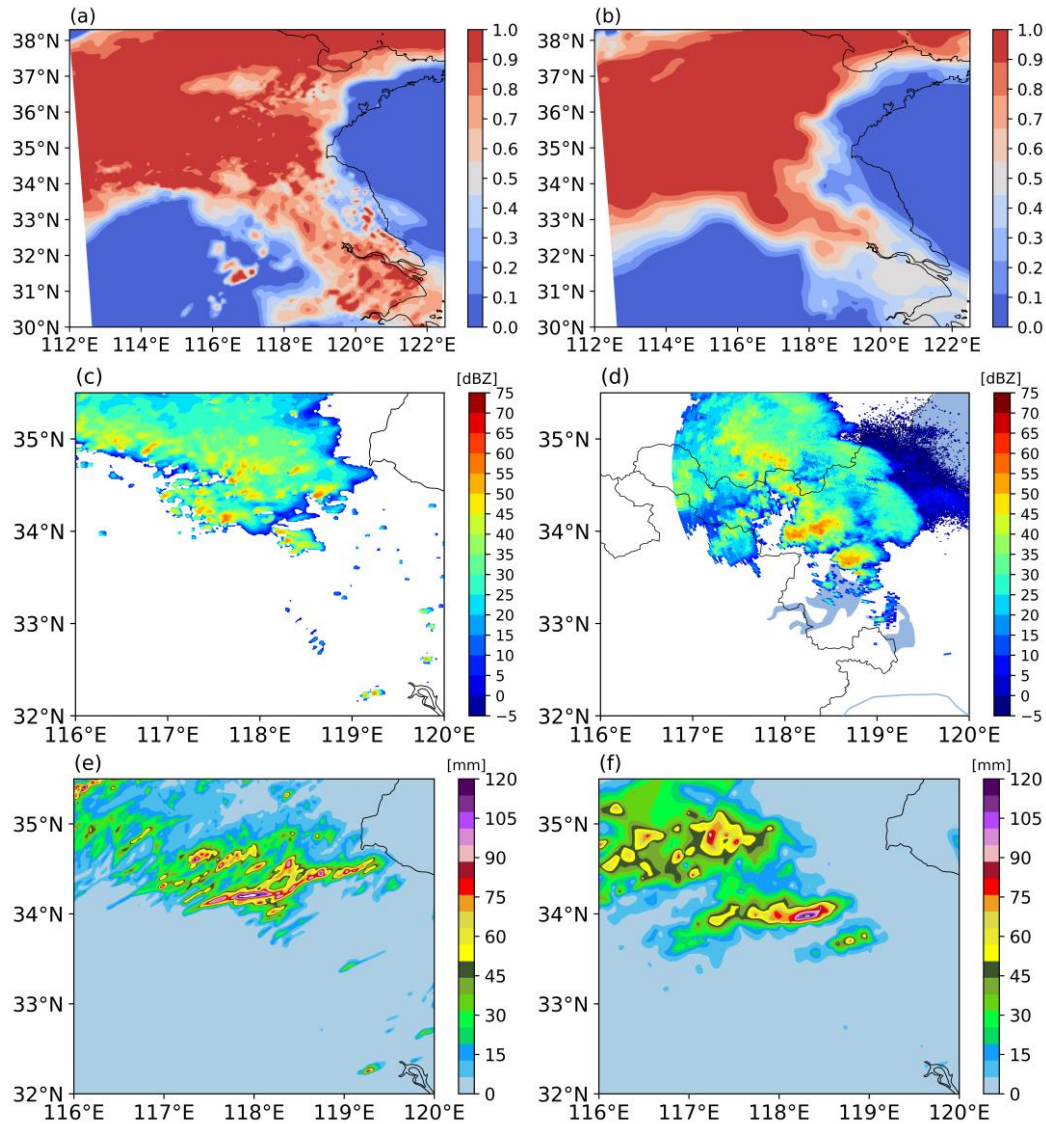 (a)
38°N
37°N
36°N
35°N
34°N
33°N
32°N
31°N
30°N
112°E 114°E 116°E 118°E 120°E 122°E
1.0
0.9
0.8
0.7
0.6
0.5
0.4
0.3
0.2
0.1
0.0
(b)
38°N
37°N
36°N
35°N
34°N
33°N
32°N
31°N
30°N
112°E 114°E 116°E 118°E 120°E 122°E
1.0
0.9
0.8
0.7
0.6
0.5
0.4
0.3
0.2
0.1
0.0
(c)
35°N
34°N
33°N
32°N
116°E 117°E 118°E 119°E 120°E
[dBZ]
75
70
65
60
55
50
45
40
35
30
25
20
15
10
5
0
−5
(d)
35°N
34°N
33°N
32°N
116°E 117°E 118°E 119°E 120°E
[dBZ]
75
70
65
60
55
50
45
40
35
30
25
20
15
10
5
0
−5
(e)
35°N
34°N
33°N
32°N
116°E 117°E 118°E 119°E 120°E
[mm]
120
105
90
75
60
45
30
15
0
(f)
35°N
34°N
33°N
32°N
116°E 117°E 118°E 119°E 120°E
[mm]
120
105
90
75
60
45
30
15
0